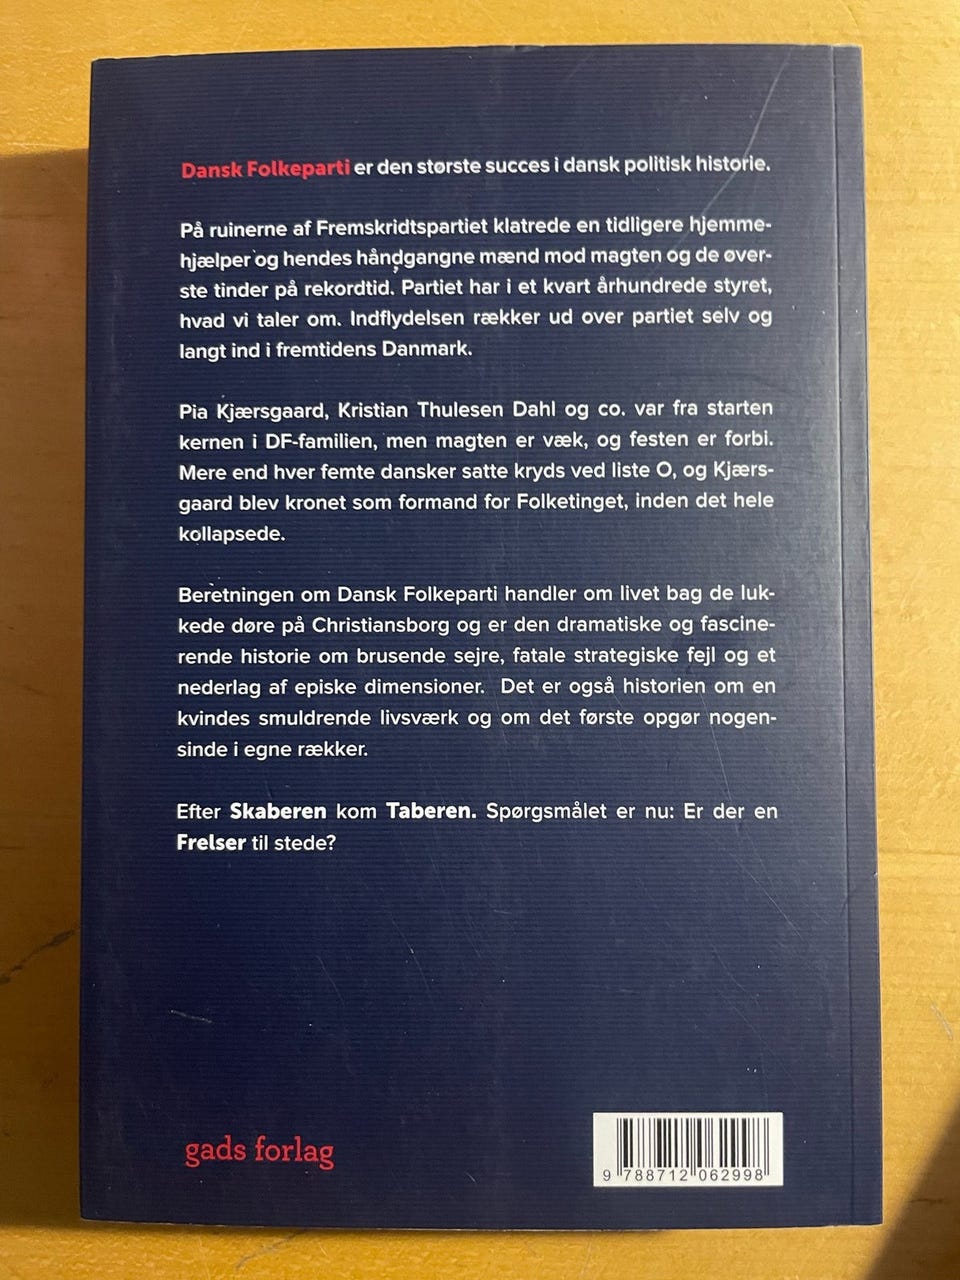 Dansk Folkeparti er den største succes i dansk politisk historie.
På ruinerne af Fremskridtspartiet klatrede en tidligere hjemme-
hjælper og hendes håndgangne mænd mod magten og de øver-
ste tinder på rekordtid. Partiet har i et kvart århundrede styret,
hvad vi taler om. Indflydelsen rækker ud over partiet selv og
langt ind i fremtidens Danmark.
Pia Kjærsgaard, Kristian Thulesen Dahl og co. var fra starten
kernen i DF-familien, men magten er væk, og festen er forbi.
Mere end hver femte dansker satte kryds ved liste O, og Kjærs-
gaard blev kronet som formand for Folketinget, inden det hele
kollapsede.
Beretningen om Dansk Folkeparti handler om livet bag de luk-
kede døre på Christiansborg og er den dramatiske og fascine-
rende historie om brusende sejre, fatale strategiske fejl og et
nederlag af episke dimensioner. Det er også historien om en
kvindes smuldrende livsværk og om det første opgør nogen-
sinde i egne rækker.
Efter Skaberen kom Taberen. Spørgsmålet er nu: Er der en
Frelser til stede?
gads forlag
9 788712 062998